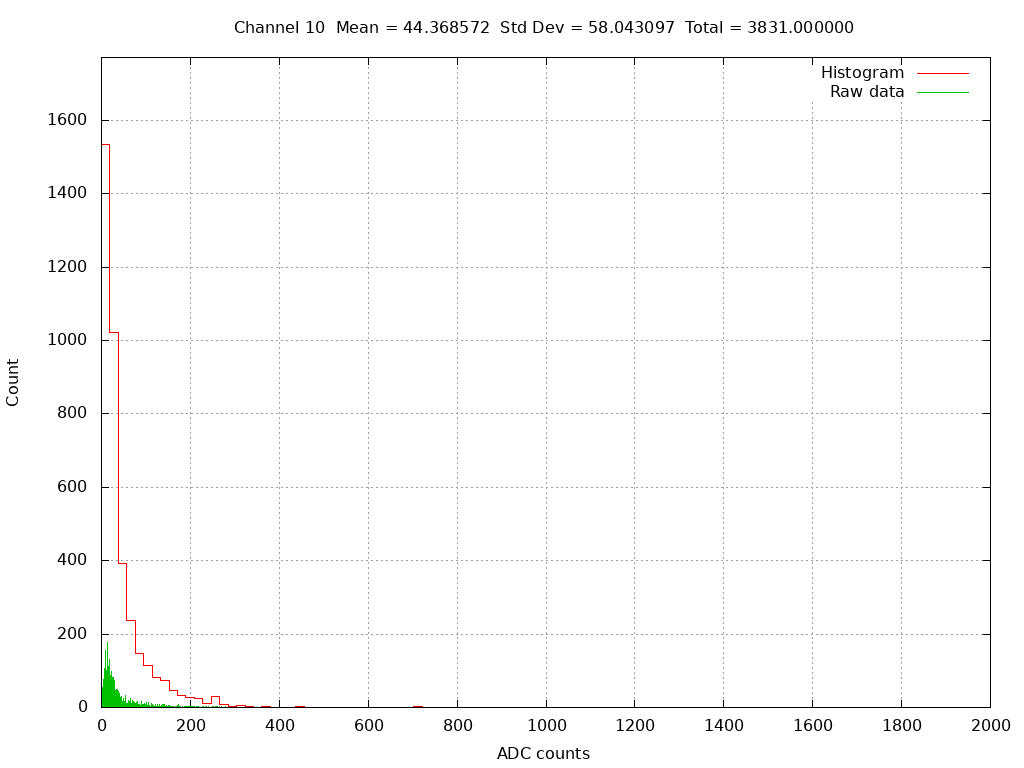 Channel 10  Mean = 44.368572  Std Dev = 58.043097  Total = 3831.000000
Histogram
Raw data
1600
1400
1200
1000
800
600
400
200
0
Count
0 200 400 600 800 1000 1200 1400 1600 1800 2000
ADC counts